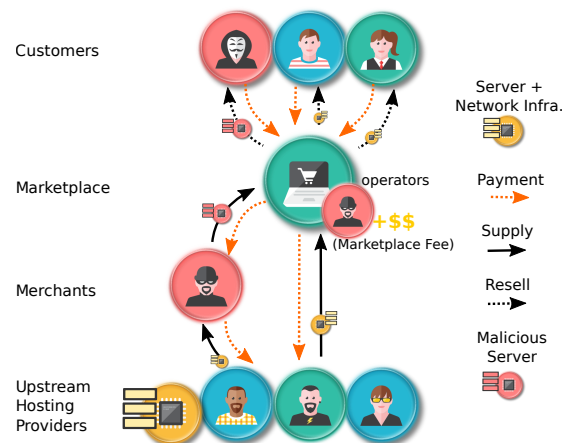 Customers
Server +
Network Infra.
Marketplace
operators
Payment
+$$
(Marketplace Fee)
Supply
Merchants
Resell
Malicious
Server
Upstream
Hosting
Providers